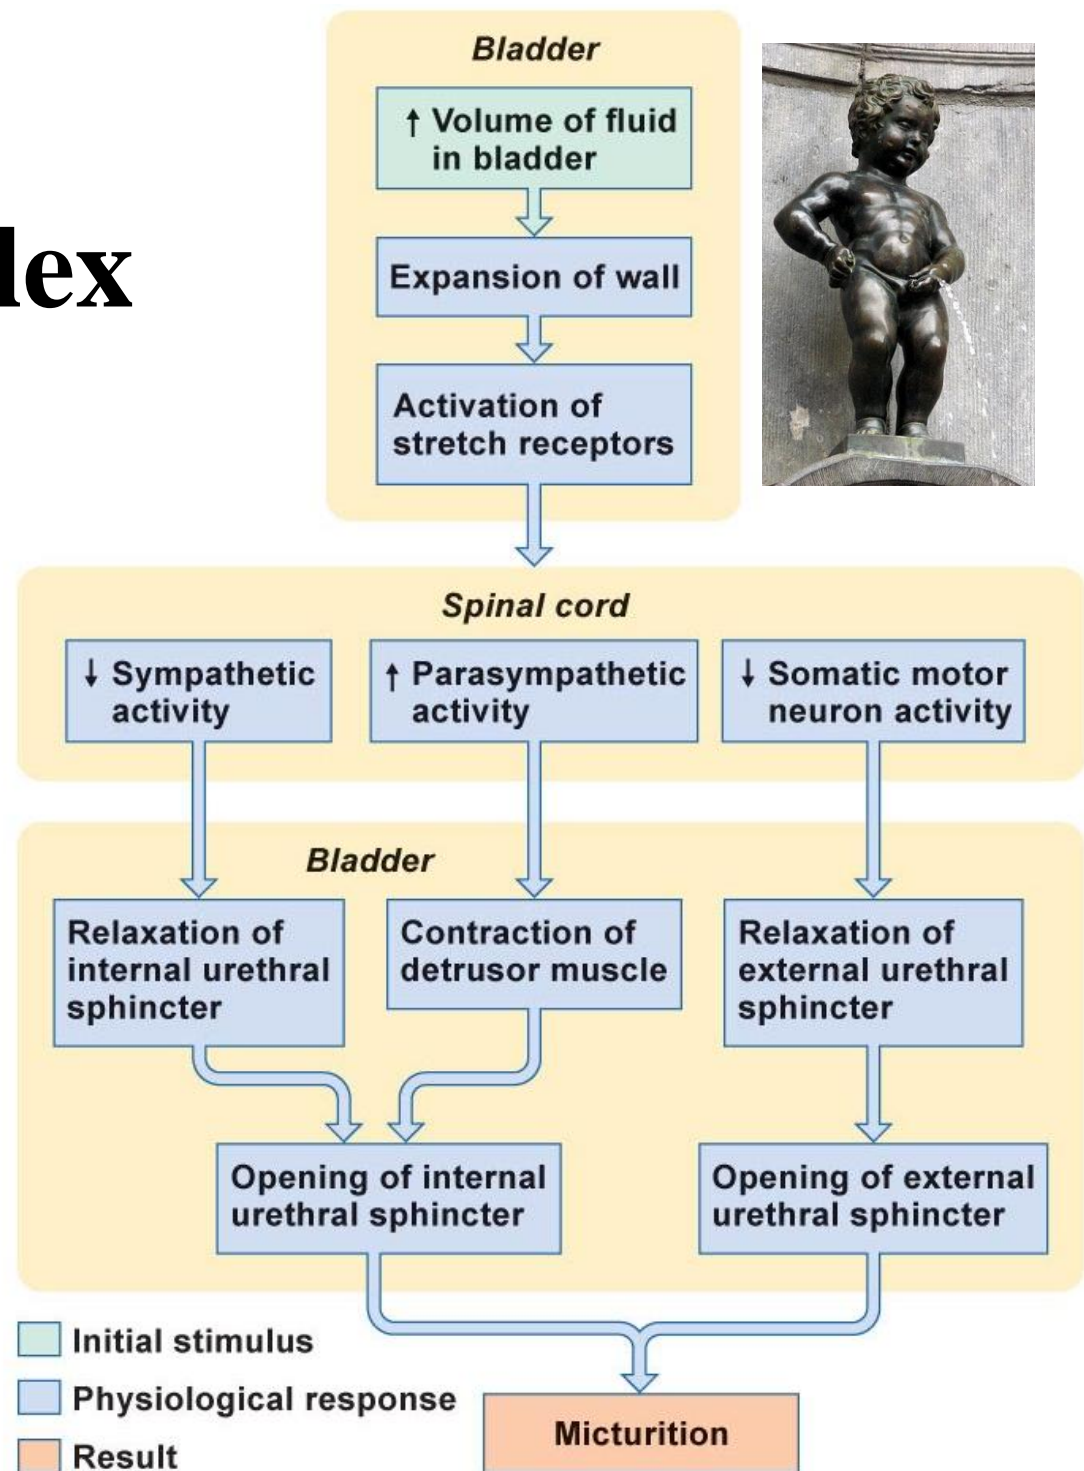 lex
Bladder
↑ Volume of fluid
in bladder
Expansion of wall
Activation of
stretch receptors
Spinal cord
↓ Sympathetic
activity
↑ Parasympathetic
activity
↓ Somatic motor
neuron activity
Bladder
Relaxation of
internal urethral
sphincter
Contraction of
detrusor muscle
Relaxation of
external urethral
sphincter
Opening of internal
urethral sphincter
Opening of external
urethral sphincter
Initial stimulus
Physiological response
Result
Micturition